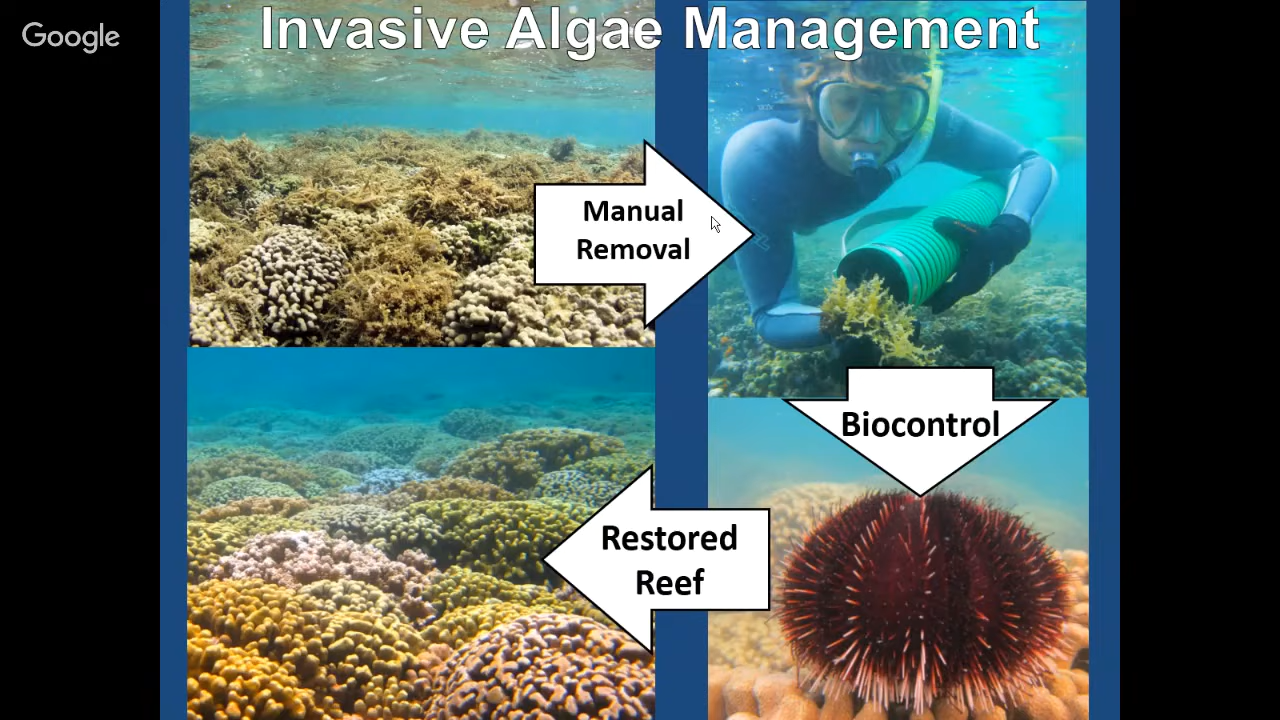 Google
Invasive Algae Management
Manual
Removal
Biocontrol
Restored
Reef